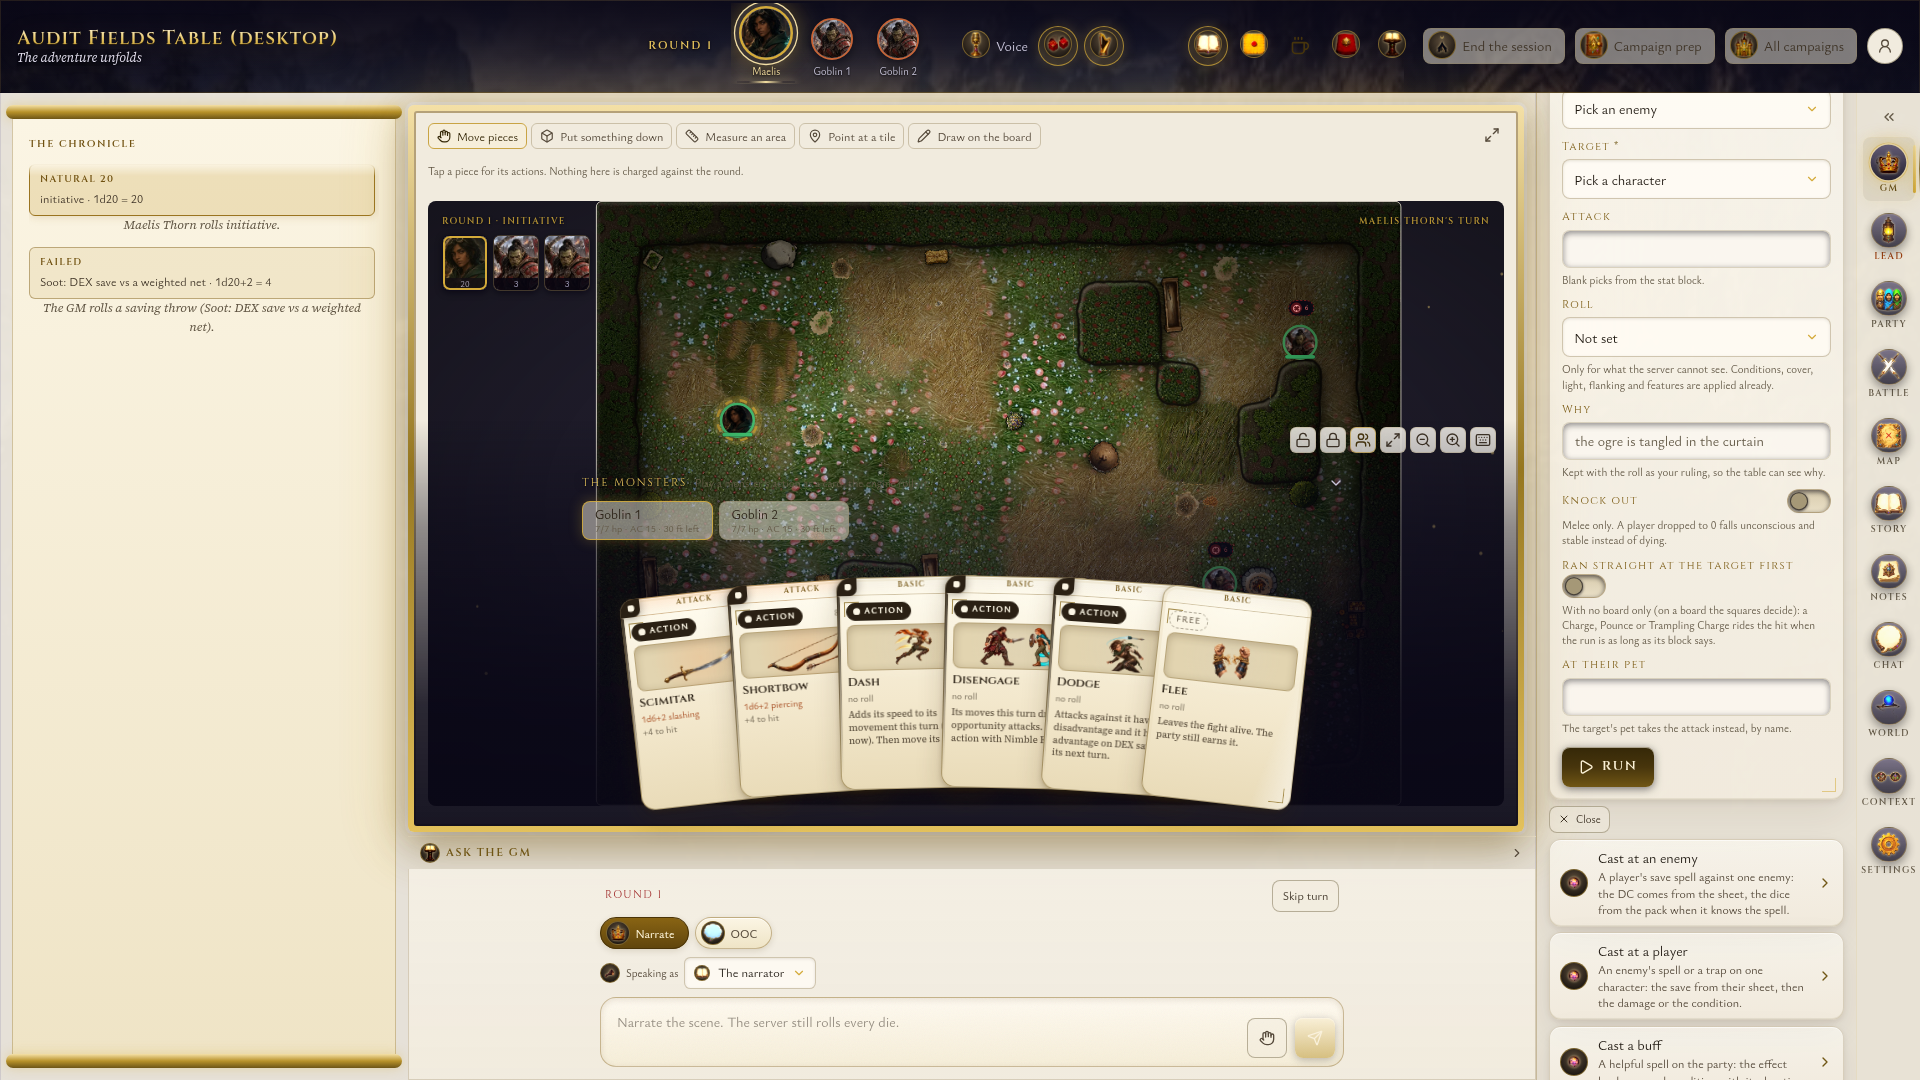 AUDIT FIELDS TABLE (DESKTOP)
The adventure unfolds
ROUND 1
Maelis
Goblin 1
Goblin 2
Voice
End the session
Campaign prep
All campaigns
THE CHRONICLE
NATURAL 20
initiative · 1d20 = 20
Maelis Thorn rolls initiative.
FAILED
Soot: DEX save vs a weighted net · 1d20+2 = 4
The GM rolls a saving throw (Soot: DEX save vs a weighted
net).
Move pieces
Put something down
Measure an area
Point at a tile
Draw on the board
Tap a piece for its actions. Nothing here is charged against the round.
ROUND 1 · INITIATIVE
MAELIS THORN'S TURN
20
3
3
THE MONSTERS
Goblin 1
7/7 hp · AC 15 · 30 ft left
Goblin 2
7/7 hp · AC 15 · 30 ft left
ATTACK
ACTION
SCIMITAR
1d6+2 slashing
+4 to hit
ATTACK
ACTION
SHORTBOW
1d6+2 piercing
+4 to hit
BASIC
ACTION
DASH
no roll
Adds its speed to its
movement this turn
now). Then move its
BASIC
ACTION
DISENGAGE
no roll
Its moves this turn
opportunity attacks.
action with Nimble
BASIC
ACTION
DODGE
no roll
Attacks against it
disadvantage and it
advantage on DEX
its next turn.
BASIC
FREE
FLEE
no roll
Leaves the fight alive. The
party still earns it.
ASK THE GM
ROUND 1
Skip turn
Narrate
OOC
Speaking as
The narrator
Narrate the scene. The server still rolls every die.
Pick an enemy
TARGET *
Pick a character
ATTACK
Blank picks from the stat block.
ROLL
Not set
Only for what the server cannot see. Conditions, cover,
light, flanking and features are applied already.
WHY
the ogre is tangled in the curtain
Kept with the roll as your ruling, so the table can see why.
KNOCK OUT
Melee only. A player dropped to 0 falls unconscious and
stable instead of dying.
RAN STRAIGHT AT THE TARGET FIRST
With no board only (on a board the squares decide): a
Charge, Pounce or Trampling Charge rides the hit when
the run is as long as its block says.
AT THEIR PET
The target's pet takes the attack instead, by name.
RUN
Close
Cast at an enemy
A player's save spell against one enemy:
the DC comes from the sheet, the dice
from the pack when it knows the spell.
Cast at a player
An enemy's spell or a trap on one
character: the save from their sheet, then
the damage or the condition.
Cast a buff
A helpful spell on the party: the effect
GM
LEAD
PARTY
BATTLE
MAP
STORY
NOTES
CHAT
WORLD
CONTEXT
SETTINGS